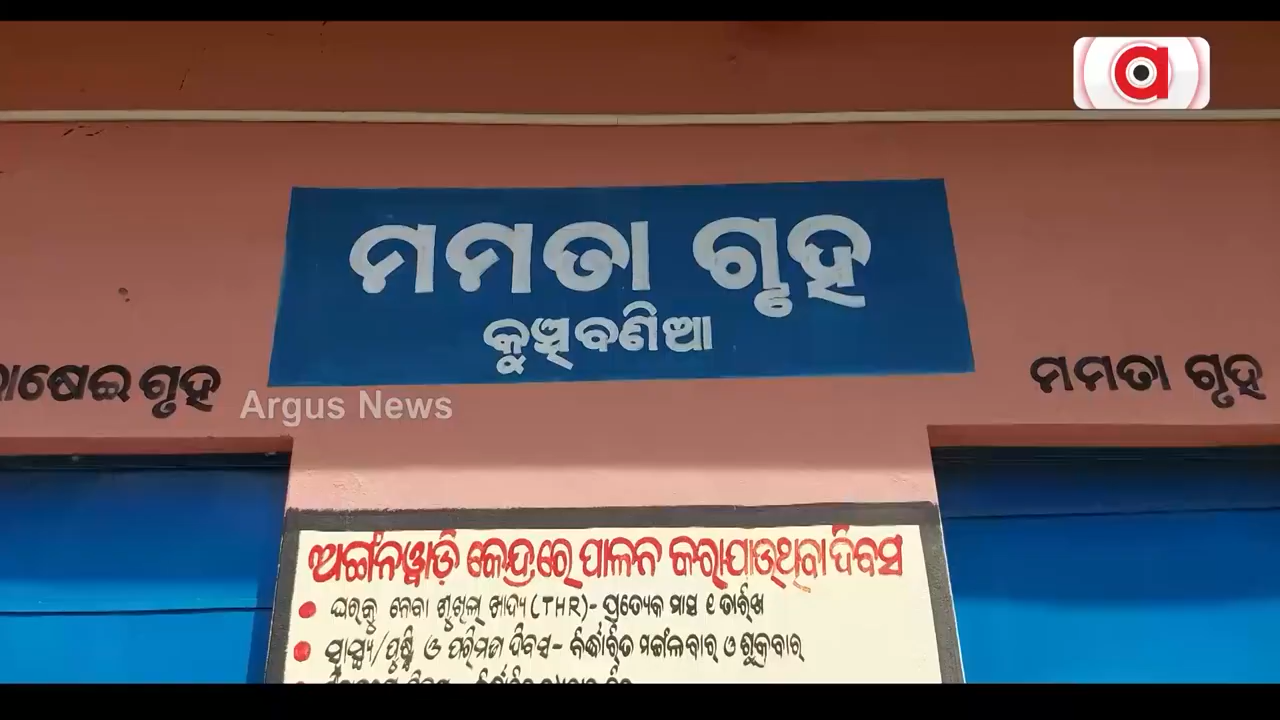 ମମତା ଗୃହ
କୁଞ୍ଚବଣିଆ
ଷେଇ ଗୃହ
ମମତା ଗୃହ
Argus News
ଅଙ୍ଗନୱାଡ଼ି କେନ୍ଦ୍ରରେ ପାଳନ କରାଯାଉଥିବା ଦିବସ
ଘରକୁ ନେବା ଶୁଖିଲା ଖାଦ୍ୟ (THR)- ପ୍ରତ୍ୟେକ ମାସ ୧ ତାରିଖ
ସ୍ୱାସ୍ଥ୍ୟ/ପୁଷ୍ଟି ଓ ପରିମଳ ଦିବସ- ନିର୍ଦ୍ଧାରିତ ମଙ୍ଗଳବାର ଓ ଶୁକ୍ରବାର